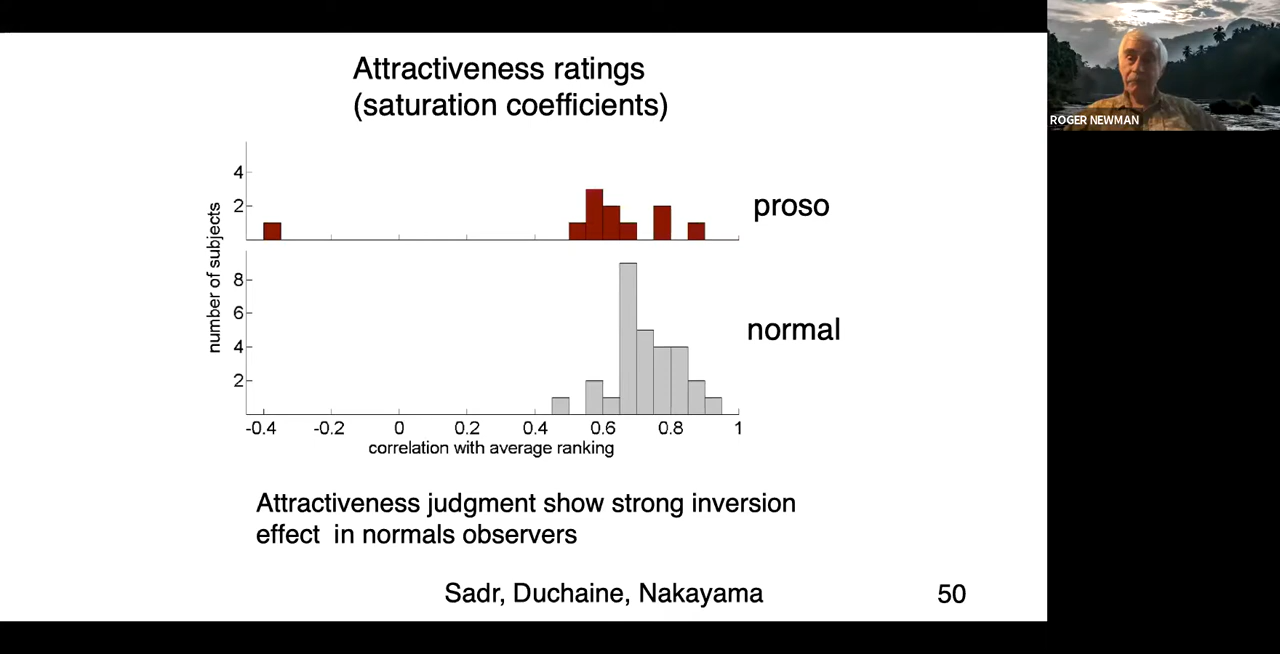 Attractiveness ratings
(saturation coefficients)
ROGER NEWMAN
4
2
proso
number of subjects
8
6
4
2
normal
-0.4 -0.2 0 0.2 0.4 0.6 0.8 1
correlation with average ranking
Attractiveness judgment show strong inversion
effect in normals observers
Sadr, Duchaine, Nakayama
50